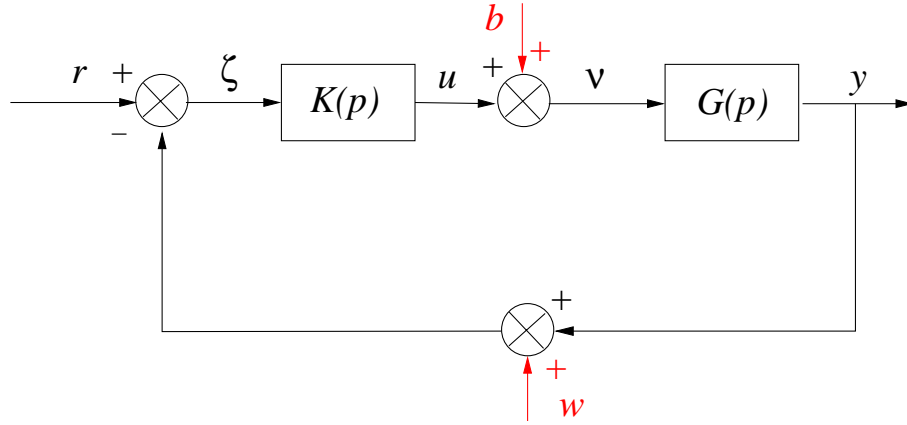 b
+
r
+
ζ
K(p)
u
+
ν
G(p)
y
−
+
+
w